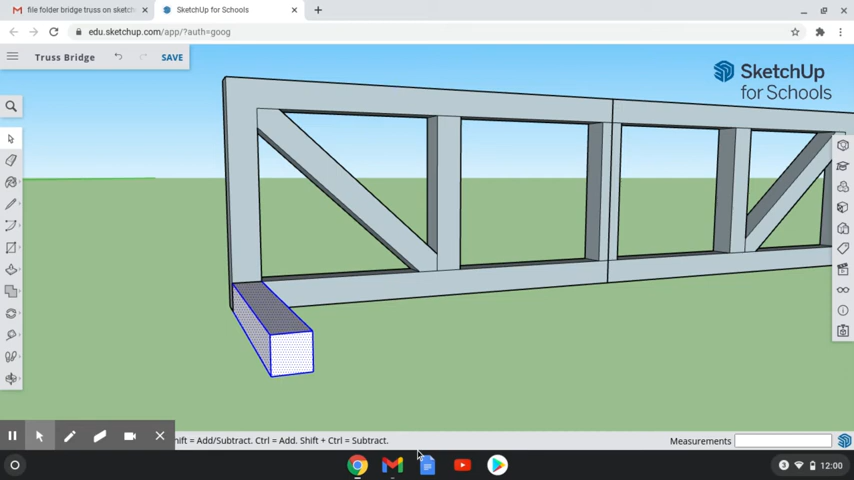 file folder bridge truss on sketch
SketchUp for Schools
edu.sketchup.com/app/?auth=goog
Truss Bridge
SAVE
SketchUp
for Schools
hift = Add/Subtract. Ctrl = Add. Shift + Ctrl = Subtract.
Measurements
3
12:00